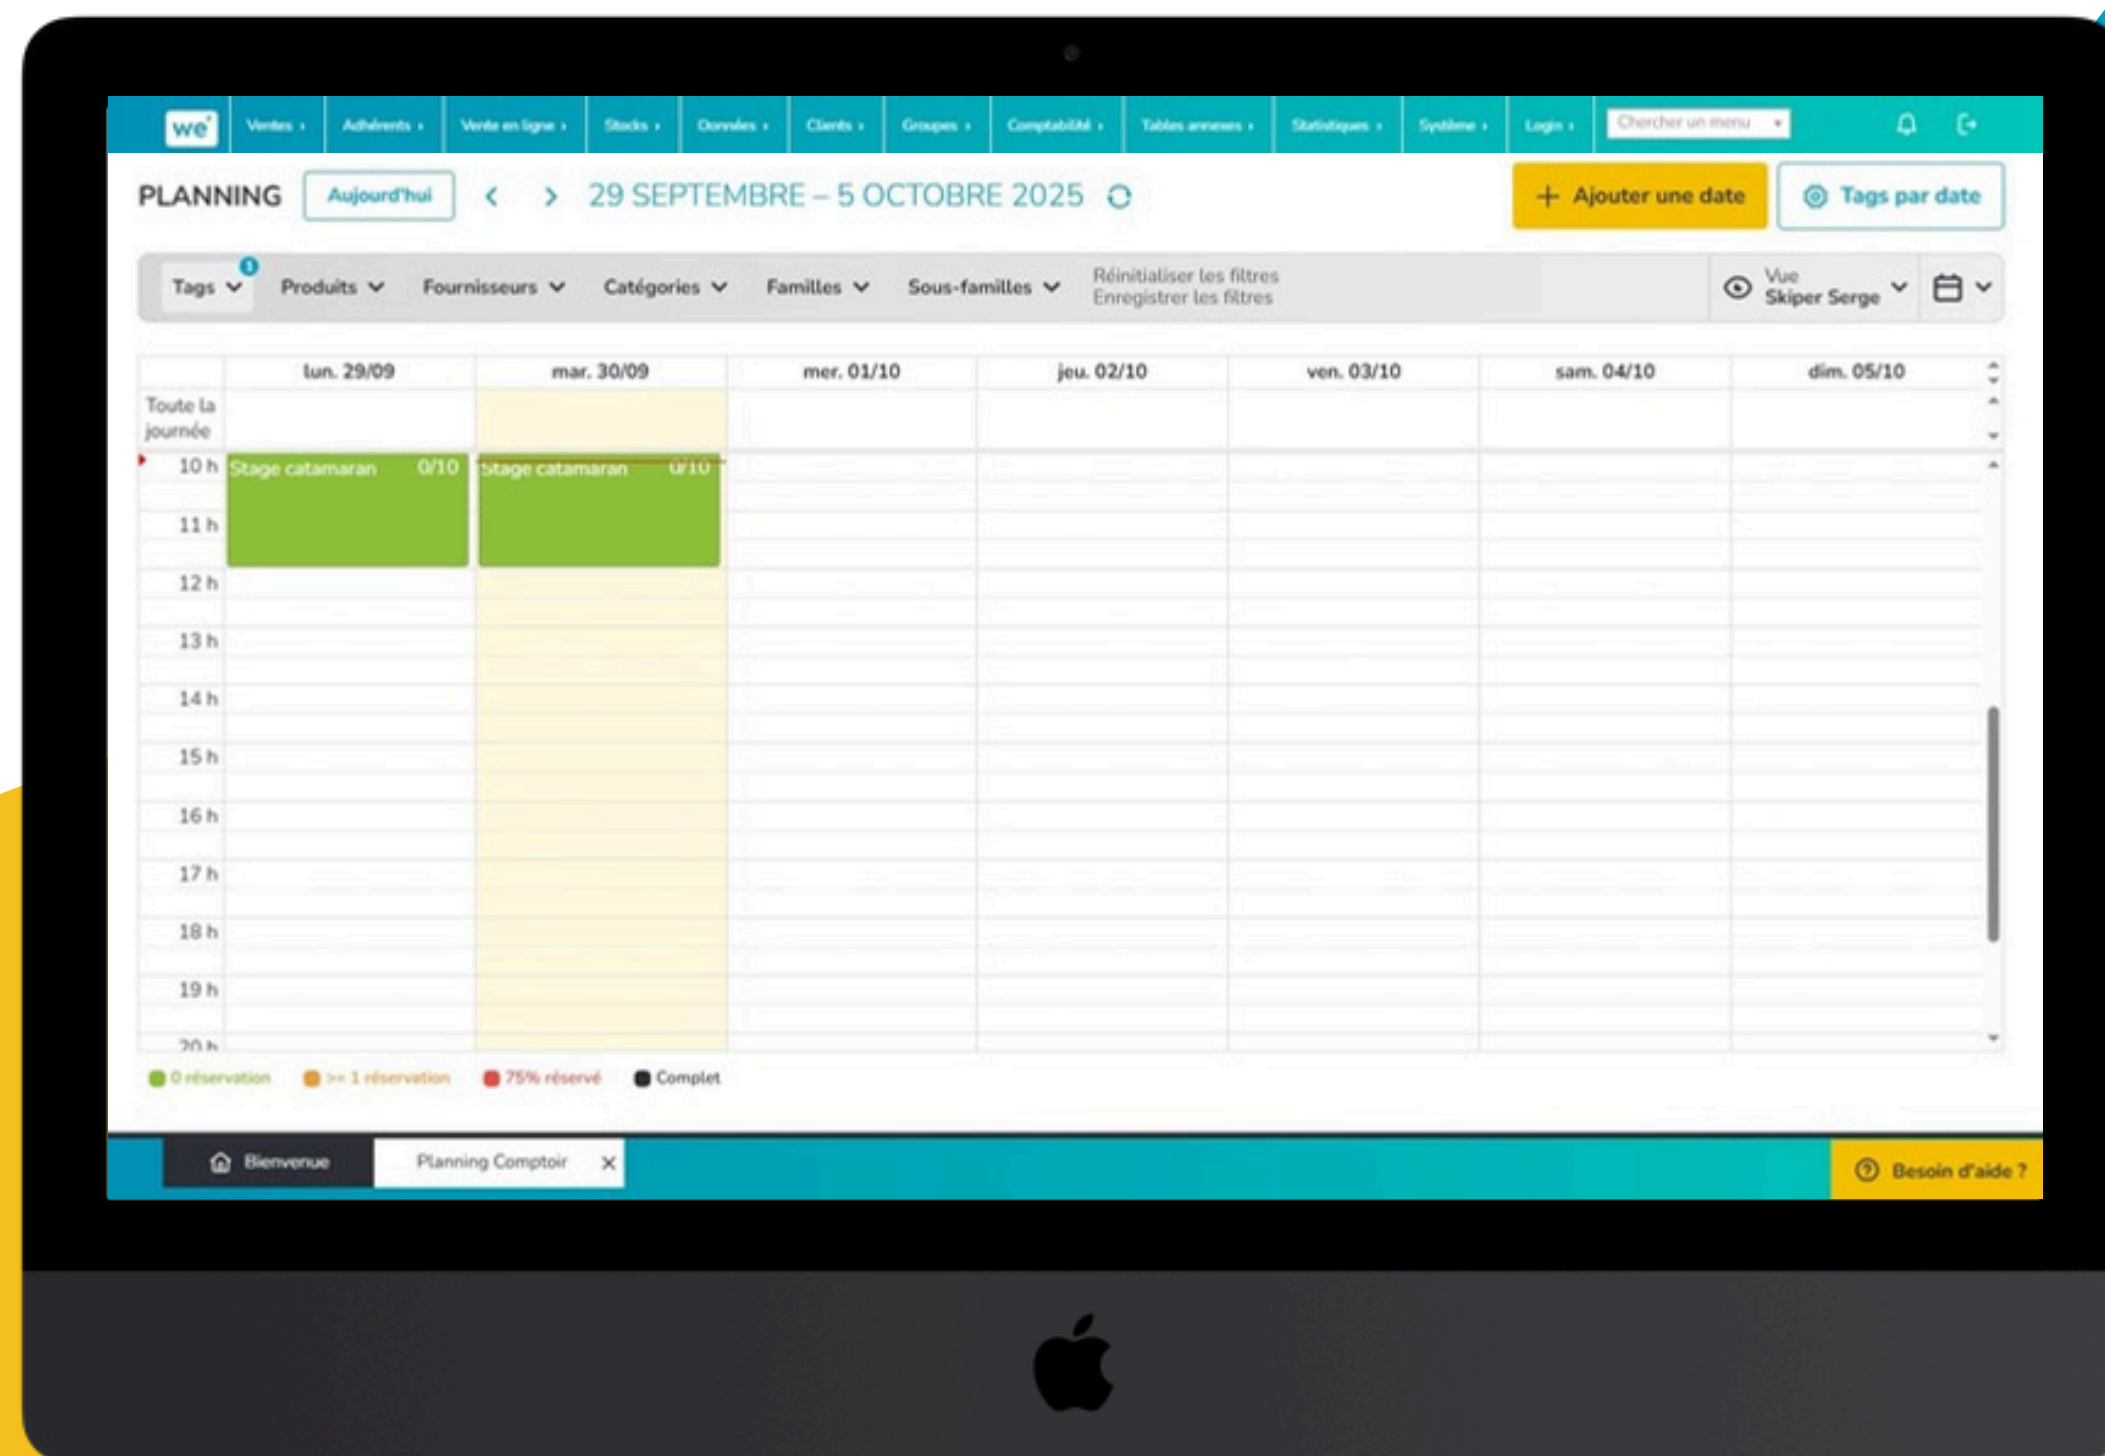 we
Ventes Adhérents Vente en ligne Stocks Données Clients Groupes Comptabilité Tables annexes Statistiques Système Login Chercher un menu
PLANNING Aujourd'hui 29 SEPTEMBRE – 5 OCTOBRE 2025 + Ajouter une date Tags par date
Tags 1 Produits Fournisseurs Catégories Familles Sous-familles
Réinitialiser les filtres
Enregistrer les filtres
Vue
Skiper Serge
lun. 29/09 mar. 30/09 mer. 01/10 jeu. 02/10 ven. 03/10 sam. 04/10 dim. 05/10
Toute la
journée
10 h Stage catamaran 0/10 Stage catamaran 0/10
11 h
12 h
13 h
14 h
15 h
16 h
17 h
18 h
19 h
20 h
0 réservation >= 1 réservation 75% réservé Complet
Bienvenue Planning Comptoir Besoin d'aide ?